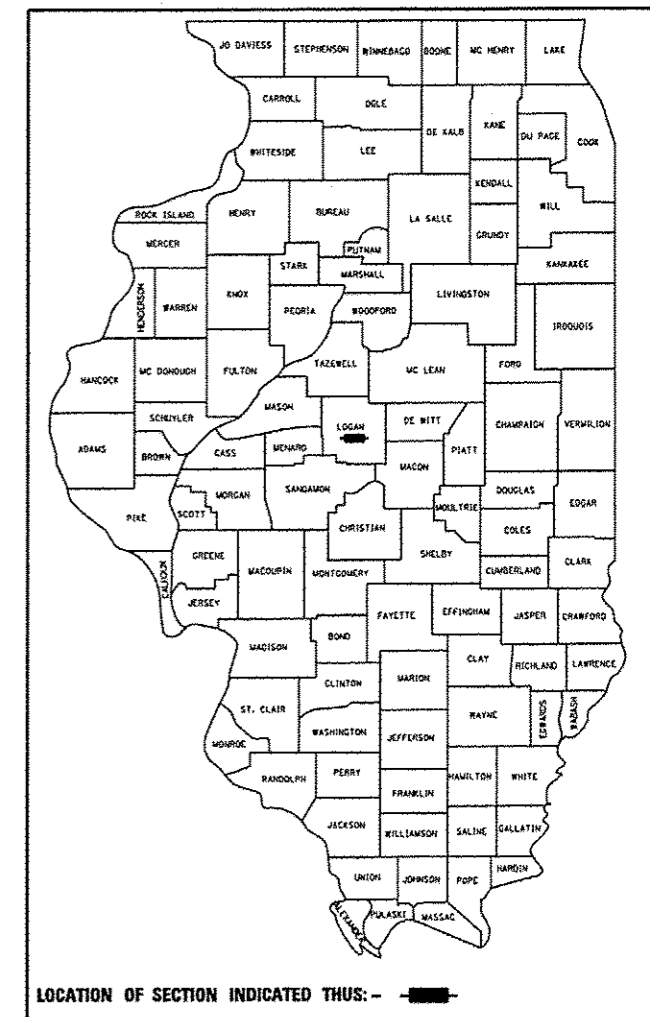 JO DAVIESS STEPHENSON WINNEBAGO BOONE MC HENRY LAKE
CARROLL OGLE DE KALB KANE DU PAGE COOK
WHITESIDE LEE
KENDALL
ROCK ISLAND HENRY BUREAU LA SALLE WILL
MERCER PUTNAM GRUNDY
STARK MARSHALL KANKAKEE
HENDERSON WARREN KNOX PEORIA WOODFORD LIVINGSTON IROQUOIS
HANCOCK MC DONOUGH FULTON TAZEWELL MC LEAN FORD
MASON
SCHUYLER LOGAN DE WITT CHAMPAIGN VERMILION
ADAMS BROWN CASS MENARD PIATT
MACON
PIKE SCOTT MORGAN SANGAMON MOULTRIE DOUGLAS EDGAR
CHRISTIAN COLES
CALHOUN GREENE MACOUPIN MONTGOMERY SHELBY CUMBERLAND CLARK
JERSEY
FAYETTE EFFINGHAM JASPER CRAWFORD
MADISON BOND
CLAY RICHLAND LAWRENCE
CLINTON MARION
ST. CLAIR WAYNE EDWARDS WABASH
MONROE WASHINGTON JEFFERSON
RANDOLPH PERRY HAMILTON WHITE
FRANKLIN
JACKSON WILLIAMSON SALINE GALLATIN
UNION JOHNSON POPE HARDIN
ALEXANDER PULASKI MASSAC
LOCATION OF SECTION INDICATED THUS: -